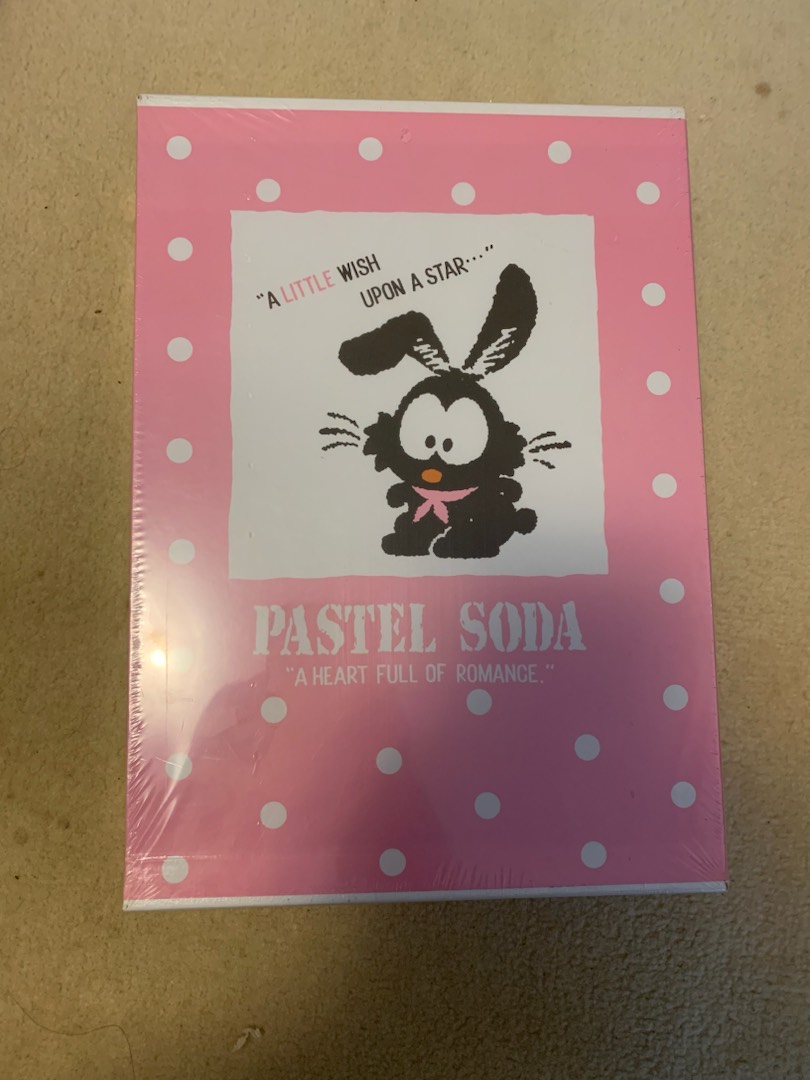 "A LITTLE WISH
UPON A STAR···"
PASTEL SODA
"A HEART FULL OF ROMANCE."